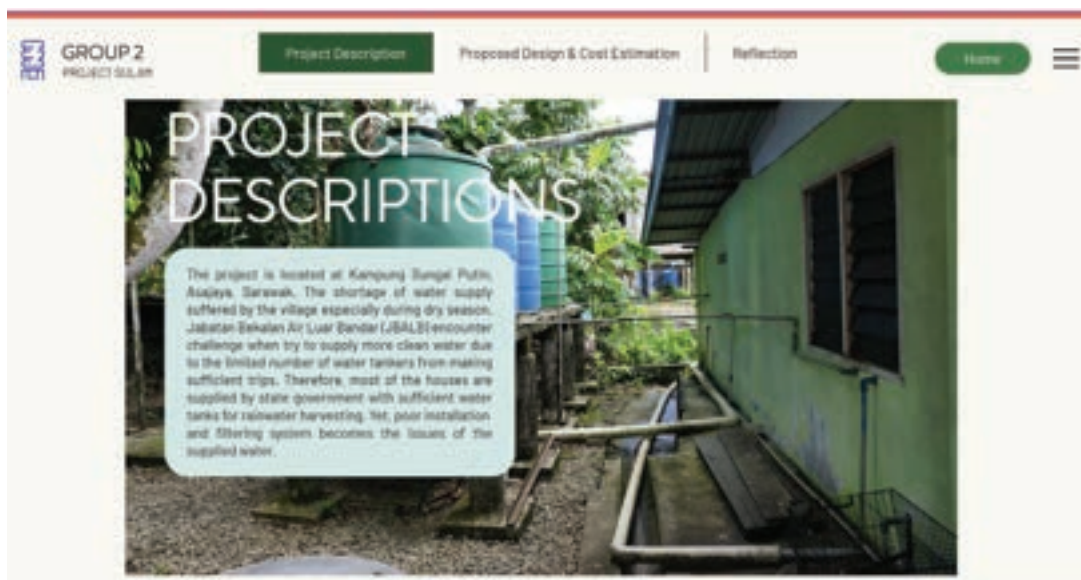 GROUP 2
PROJECT SULAM
Project Description
Proposed Design & Cost Estimation
Reflection
Home
PROJECT
DESCRIPTIONS
The project is located at Kampung Sungai Putin,
Asajaya, Sarawak. The shortage of water supply
suffered by the village especially during dry season.
Jabatan Bekalan Air Luar Bandar (JBALB) encounter
challenge when try to supply more clean water due
to the limited number of water tankers from making
sufficient trips. Therefore, most of the houses are
supplied by state government with sufficient water
tanks for rainwater harvesting. Yet, poor installation
and filtering system becomes the issues of the
supplied water.